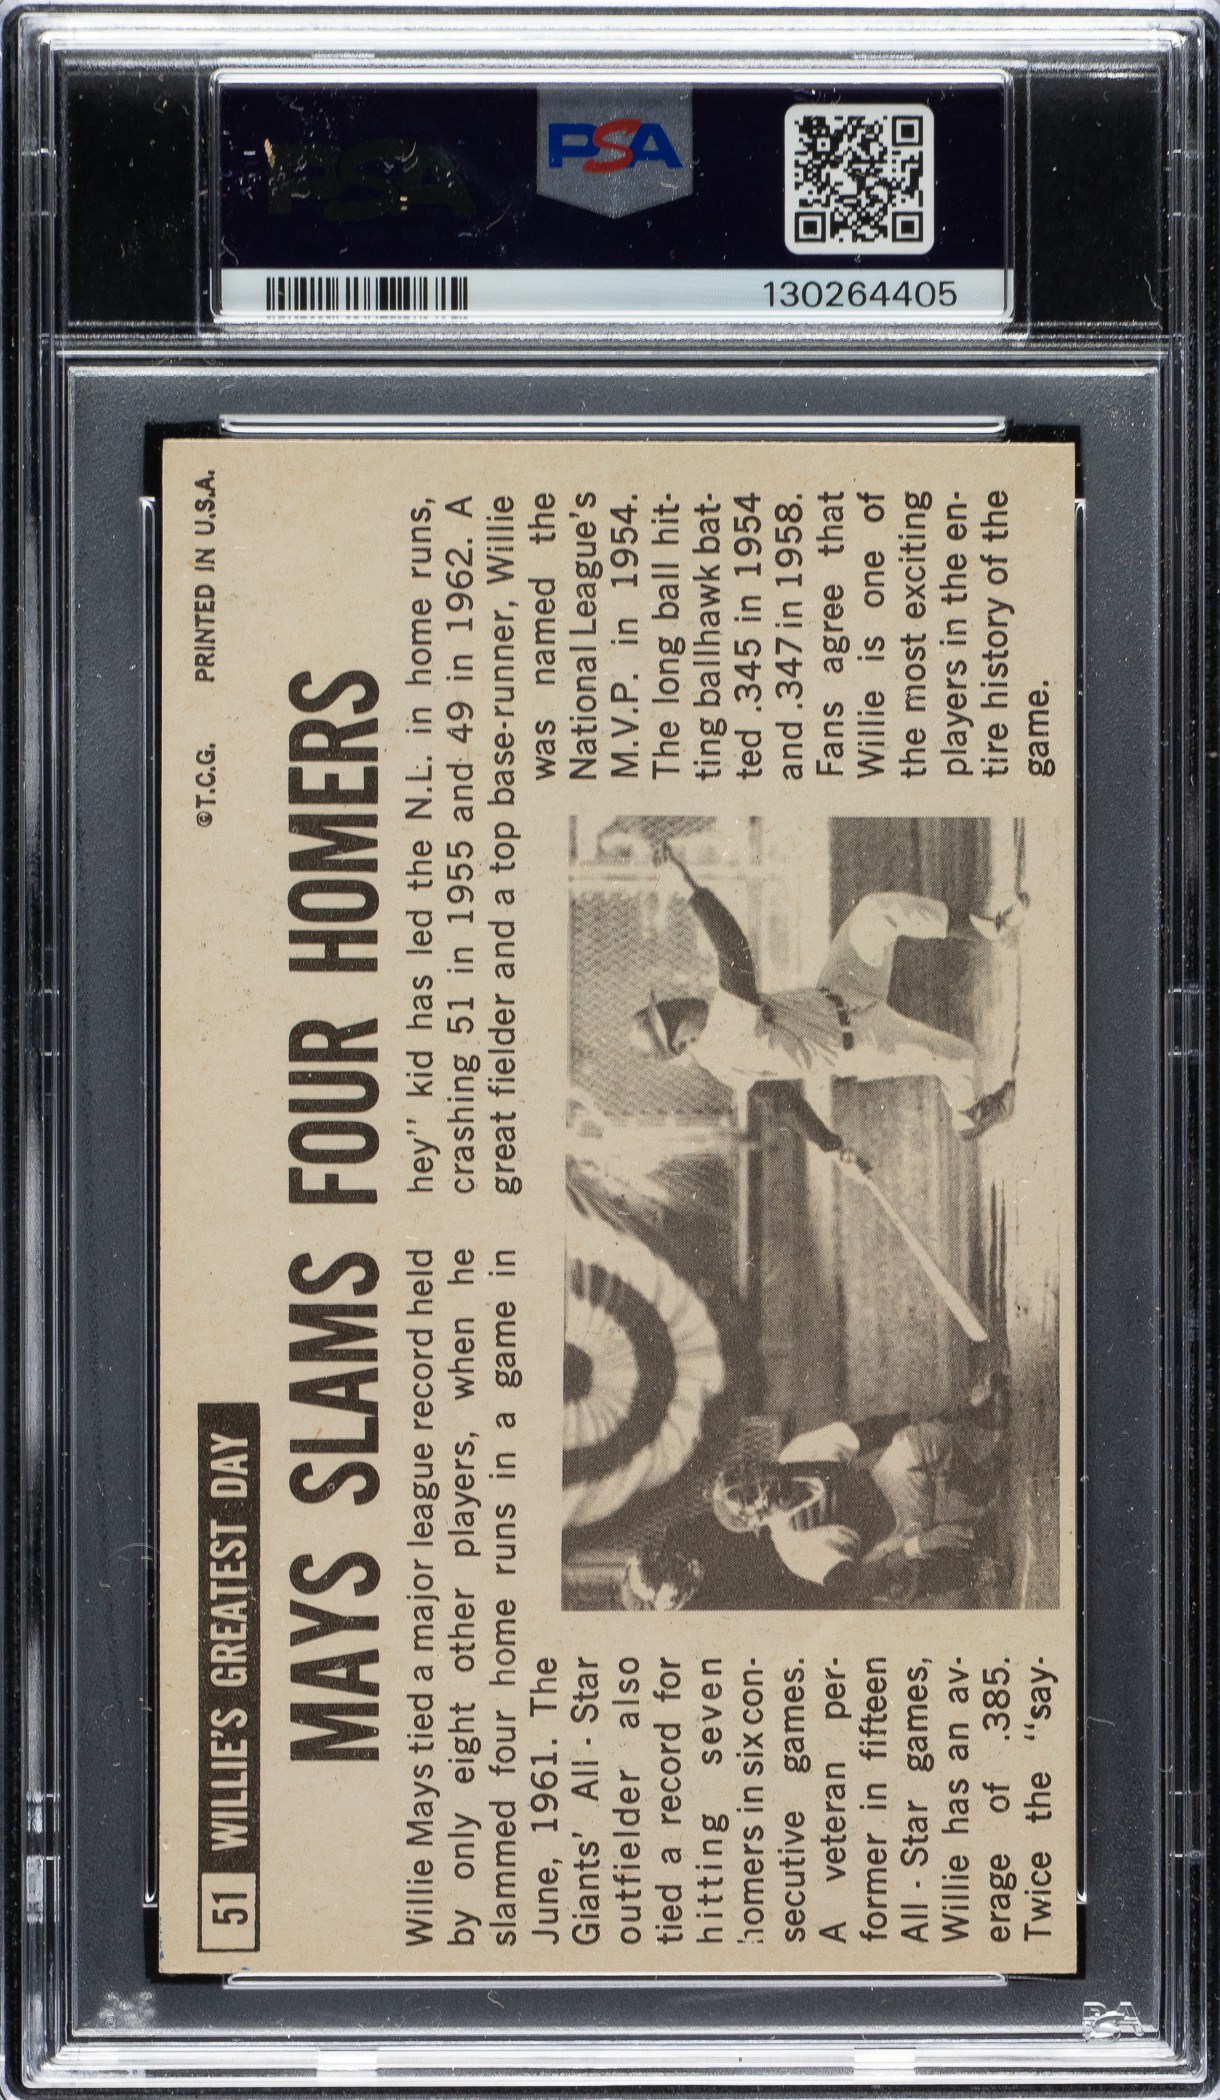 PSA
PSA
130264405
51 WILLIE'S GREATEST DAY
©T.C.G. PRINTED IN U.S.A.
MAYS SLAMS FOUR HOMERS
Willie Mays tied a major league record held
by only eight other players, when he
slammed four home runs in a game in
June, 1961. The
Giants' All - Star
outfielder also
tied a record for
hitting seven
homers in six con-
secutive games.
A veteran per-
former in fifteen
All - Star games,
Willie has an av-
erage of .385.
Twice the "say-
hey" kid has led the N.L. in home runs,
crashing 51 in 1955 and 49 in 1962. A
great fielder and a top base-runner, Willie
was named the
National League's
M.V.P. in 1954.
The long ball hit-
ting ballhawk bat-
ted .345 in 1954
and .347 in 1958.
Fans agree that
Willie is one of
the most exciting
players in the en-
tire history of the
game.
PSA